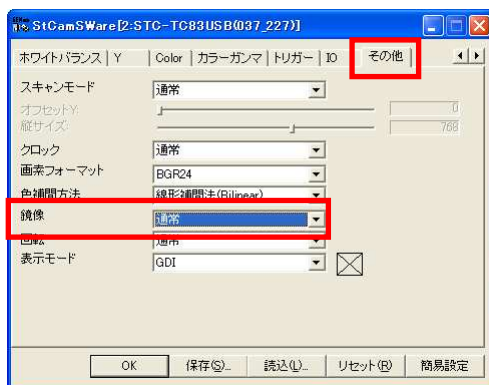 StCamSWare[2:STC-TC83USB(037_227)]
ホワイトバランス Y Color カラーガンマ トリガー IO その他
スキャンモード 通常
オフセットY: 0
縦サイズ: 768
クロック 通常
画素フォーマット BGR24
色補間方法 線形補間法(Bilinear)
鏡像 通常
回転 通常
表示モード GDI
OK 保存(S)... 読込(L)... リセット(R) 簡易設定